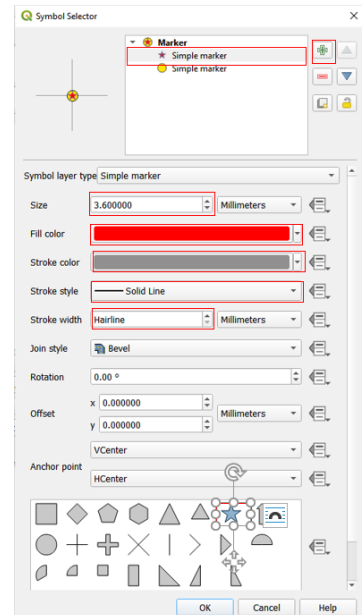 Symbol Selector
Marker
Simple marker
Simple marker
Symbol layer type Simple marker
Size 3.600000 Millimeters
Fill color
Stroke color
Stroke style Solid Line
Stroke width Hairline Millimeters
Join style Bevel
Rotation 0.00 °
Offset x 0.000000 Millimeters
y 0.000000
Anchor point VCenter
HCenter
OK Cancel Help